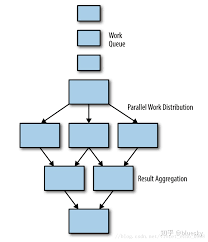 Work
Queue
Parallel Work Distribution
Result Aggregation